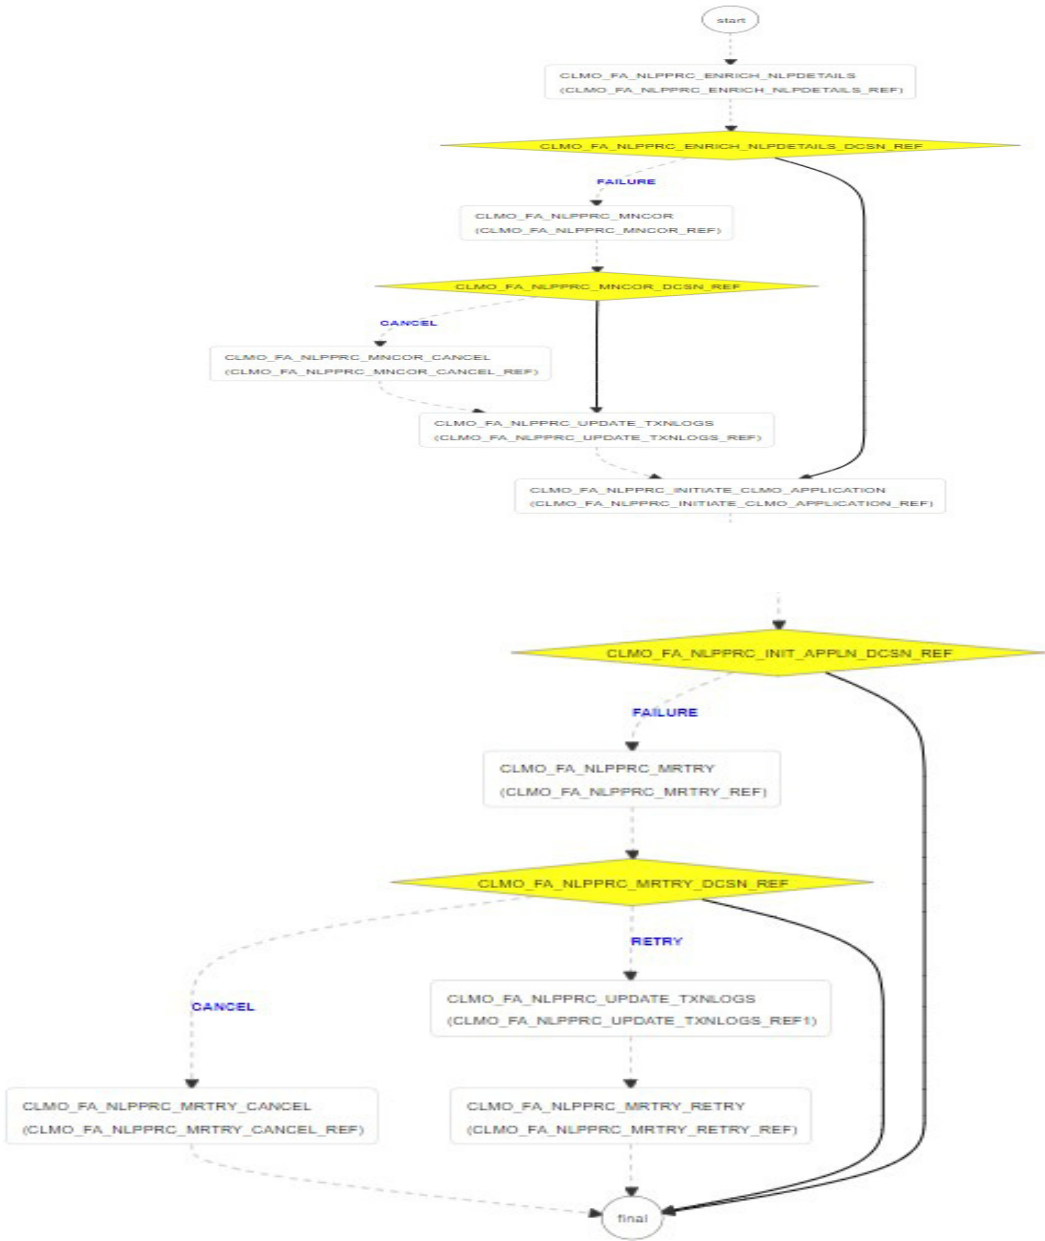 start
CLMO_FA_NLPPRC_ENRICH_NLPDETAILS
(CLMO_FA_NLPPRC_ENRICH_NLPDETAILS_REF)
CLMO_FA_NLPPRC_ENRICH_NLPDETAILS_DCSN_REF
FAILURE
CLMO_FA_NLPPRC_MNCOR
(CLMO_FA_NLPPRC_MNCOR_REF)
CLMO_FA_NLPPRC_MNCOR_DCSN_REF
CANCEL
CLMO_FA_NLPPRC_MNCOR_CANCEL
(CLMO_FA_NLPPRC_MNCOR_CANCEL_REF)
CLMO_FA_NLPPRC_UPDATE_TXNLOGS
(CLMO_FA_NLPPRC_UPDATE_TXNLOGS_REF)
CLMO_FA_NLPPRC_INITIATE_CLMO_APPLICATION
(CLMO_FA_NLPPRC_INITIATE_CLMO_APPLICATION_REF)
CLMO_FA_NLPPRC_INIT_APPLN_DCSN_REF
FAILURE
CLMO_FA_NLPPRC_MRTRY
(CLMO_FA_NLPPRC_MRTRY_REF)
CLMO_FA_NLPPRC_MRTRY_DCSN_REF
RETRY
CLMO_FA_NLPPRC_UPDATE_TXNLOGS
(CLMO_FA_NLPPRC_UPDATE_TXNLOGS_REF1)
CANCEL
CLMO_FA_NLPPRC_MRTRY_CANCEL
(CLMO_FA_NLPPRC_MRTRY_CANCEL_REF)
CLMO_FA_NLPPRC_MRTRY_RETRY
(CLMO_FA_NLPPRC_MRTRY_RETRY_REF)
final